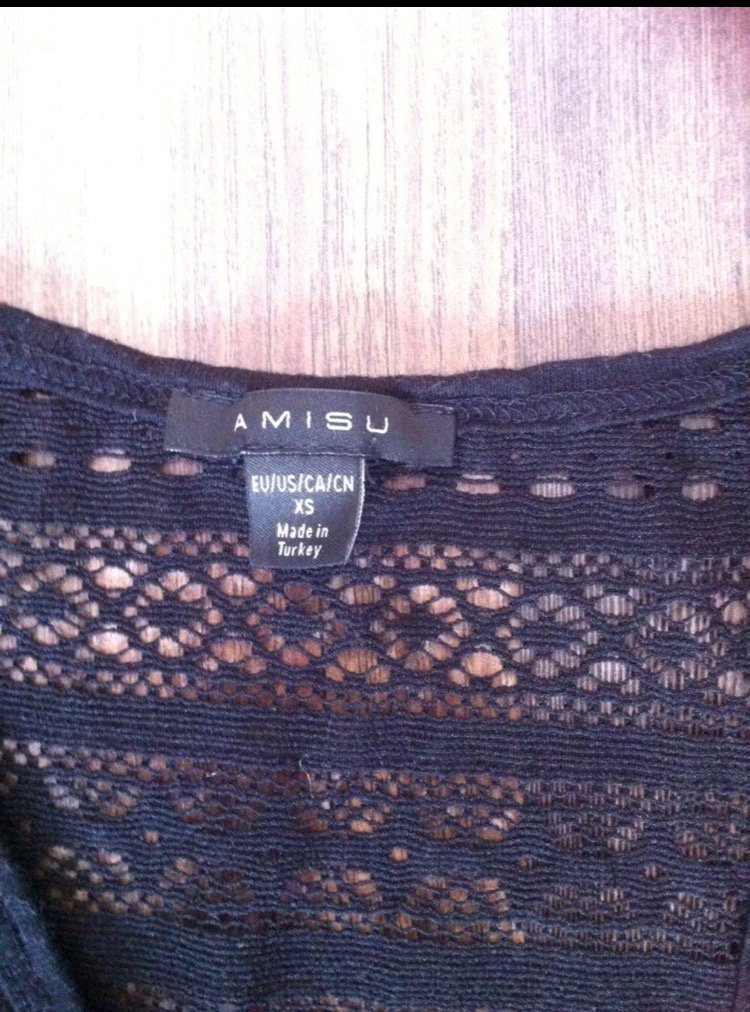 AMISU
EU/US/CA/CN
XS
Made in
Turkey